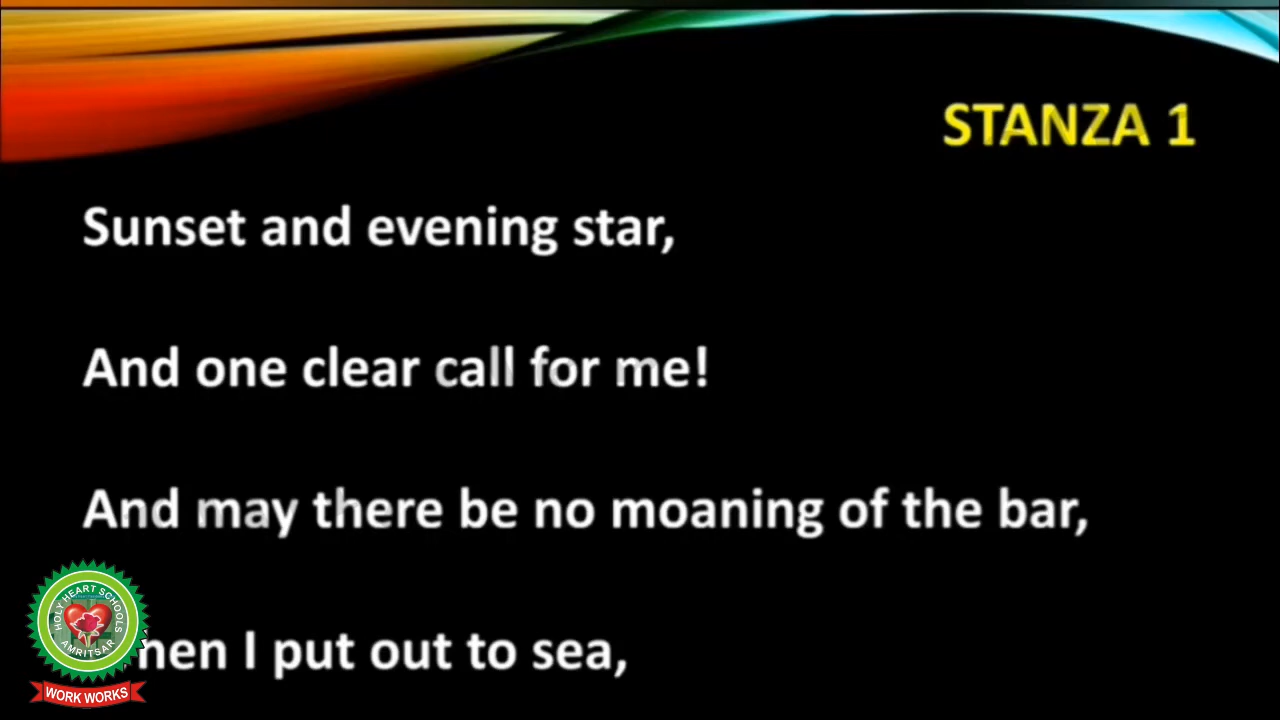 STANZA 1
Sunset and evening star,
And one clear call for me!
And may there be no moaning of the bar,
hen I put out to sea,
HOLY HEART SCHOOLS
AMRITSAR
WORK WORKS